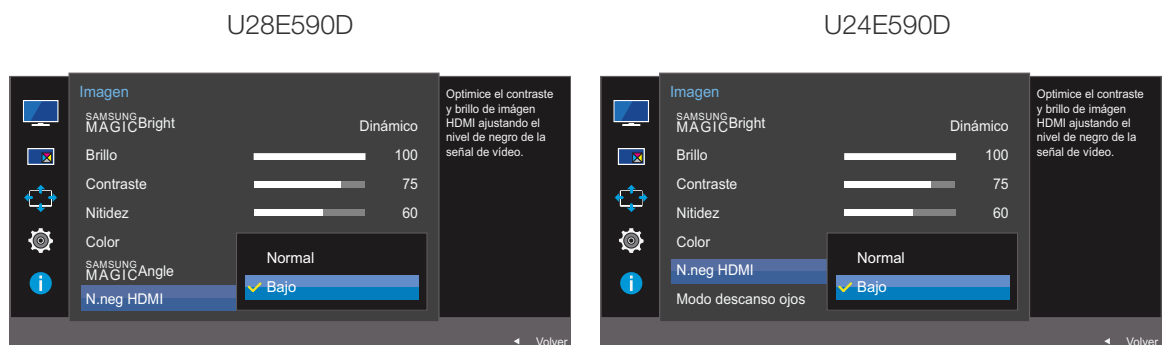 U28E590D
Imagen
SAMSUNG
MAGICBright Dinámico
Brillo 100
Contraste 75
Nitidez 60
Color
SAMSUNG
MAGICAngle
N.neg HDMI
Normal
Bajo
Optimice el contraste
y brillo de imágen
HDMI ajustando el
nivel de negro de la
señal de vídeo.
Volver
U24E590D
Imagen
SAMSUNG
MAGICBright Dinámico
Brillo 100
Contraste 75
Nitidez 60
Color
N.neg HDMI
Modo descanso ojos
Normal
Bajo
Optimice el contraste
y brillo de imágen
HDMI ajustando el
nivel de negro de la
señal de vídeo.
Volver